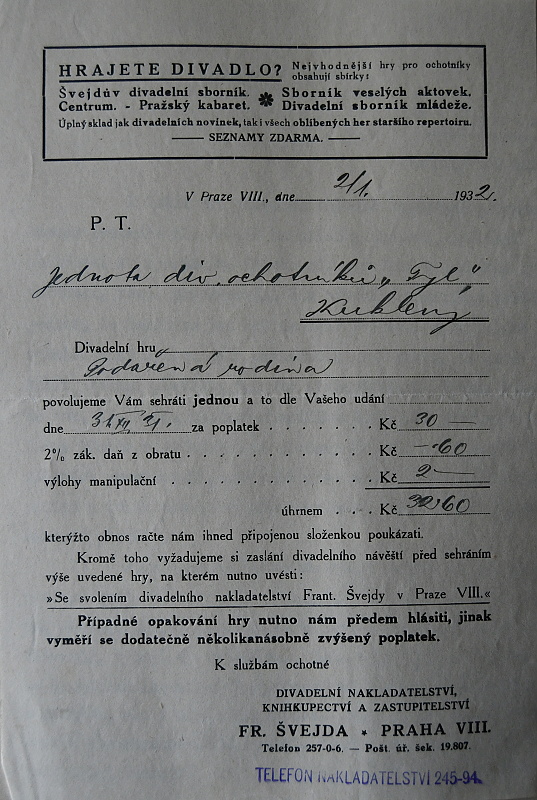 HRAJETE DIVADLO? Nejvhodnější hry pro ochotníky obsahují sbírky:
Švejdův divadelní sborník. Sborník veselých aktovek.
Centrum. - Pražský kabaret. Divadelní sborník mládeže.
Úplný sklad jak divadelních novinek, tak i všech oblíbených her staršího repertoiru.
SEZNAMY ZDARMA.
V Praze VIII., dne 2/1. 1932.
P. T.
Jednota div. ochotníků „Tyl"
Kukleny
Divadelní hru
Podařená rodina
povolujeme Vám sehráti jednou a to dle Vašeho udání
dne 31/XII 31. za poplatek . . . . . . . Kč 30 —
2% zák. daň z obratu . . . . . . . . . . Kč —·60
výlohy manipulační . . . . . . . . . . . Kč 2 —
úhrnem . . . Kč 32·60
kterýžto obnos račte nám ihned připojenou složenkou poukázati.
Kromě toho vyžadujeme si zaslání divadelního návěští před sehráním
výše uvedené hry, na kterém nutno uvésti:
»Se svolením divadelního nakladatelství Frant. Švejdy v Praze VIII.«
Případné opakování hry nutno nám předem hlásiti, jinak
vyměří se dodatečně několikanásobně zvýšený poplatek.
K službám ochotné
DIVADELNÍ NAKLADATELSTVÍ,
KNIHKUPECTVÍ A ZASTUPITELSTVÍ
FR. ŠVEJDA * PRAHA VIII.
Telefon 257-0-6. — Pošt. úř. šek. 19.807.
TELEFON NAKLADATELSTVÍ 245-94.